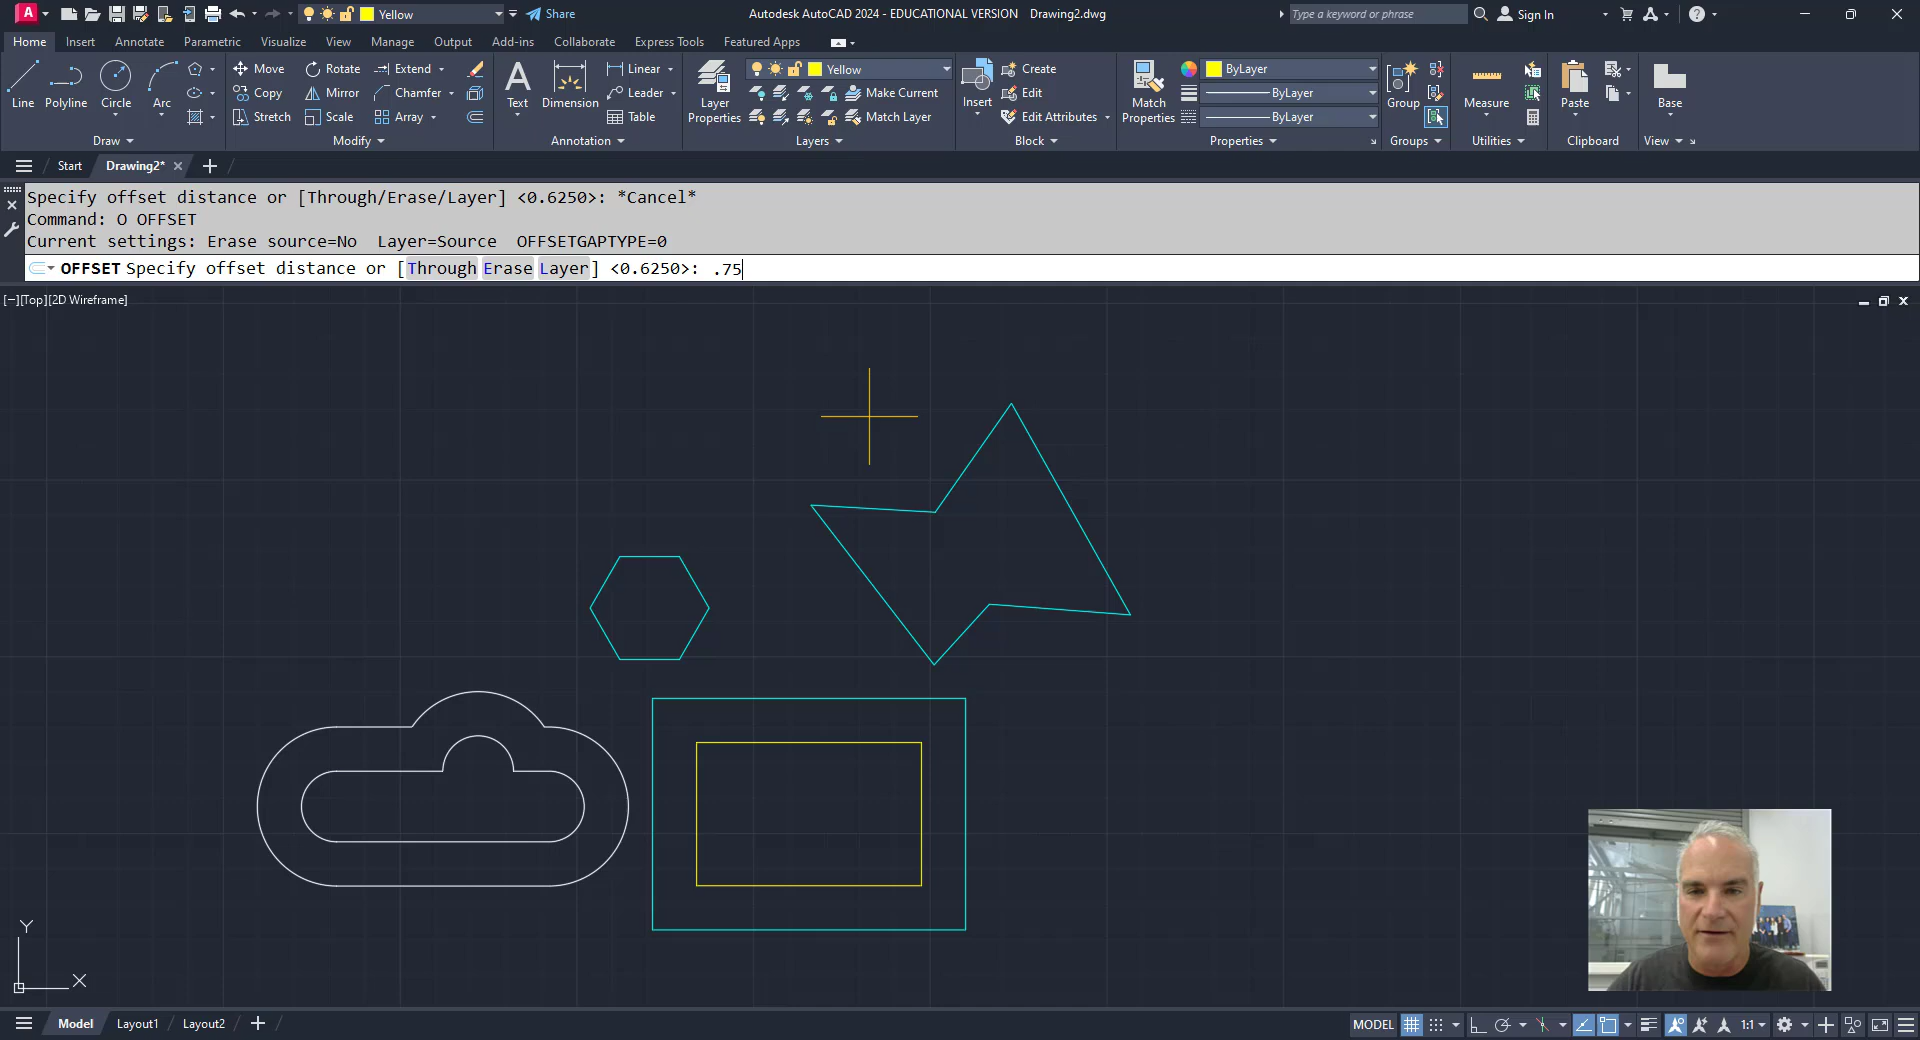 A Yellow Share Autodesk AutoCAD 2024 - EDUCATIONAL VERSION Drawing2.dwg Type a keyword or phrase Sign In
Home Insert Annotate Parametric Visualize View Manage Output Add-ins Collaborate Express Tools Featured Apps
Line Polyline Circle Arc
Move Rotate Extend
Copy Mirror Chamfer
Stretch Scale Array
Text Dimension
Linear
Leader
Table
Layer Properties
Yellow
Make Current
Match Layer
Insert
Create
Edit
Edit Attributes
Match Properties
ByLayer
ByLayer
ByLayer
Group Measure Paste Base
Draw Modify Annotation Layers Block Properties Groups Utilities Clipboard View
Start Drawing2*
Specify offset distance or [Through/Erase/Layer] <0.6250>: *Cancel*
Command: O OFFSET
Current settings: Erase source=No Layer=Source OFFSETGAPTYPE=0
OFFSET Specify offset distance or [Through Erase Layer] <0.6250>: .75
[−][Top][2D Wireframe]
Y
X
Model Layout1 Layout2 MODEL 1:1